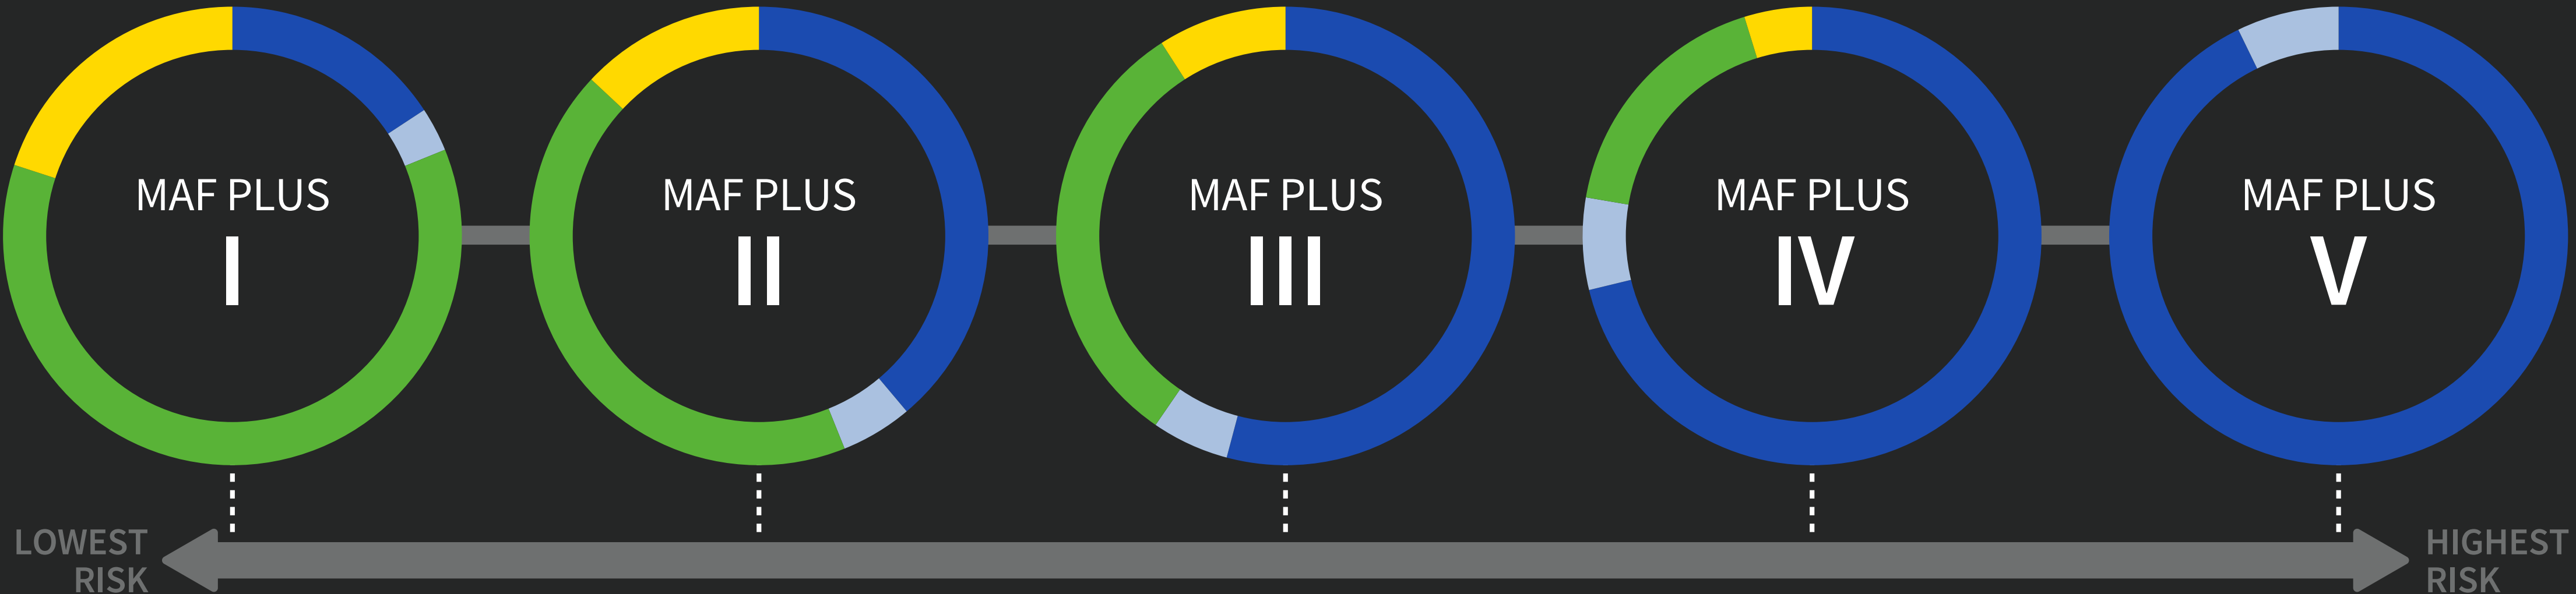 MAF PLUS
I
MAF PLUS
II
MAF PLUS
III
MAF PLUS
IV
MAF PLUS
V
LOWEST
RISK
HIGHEST
RISK